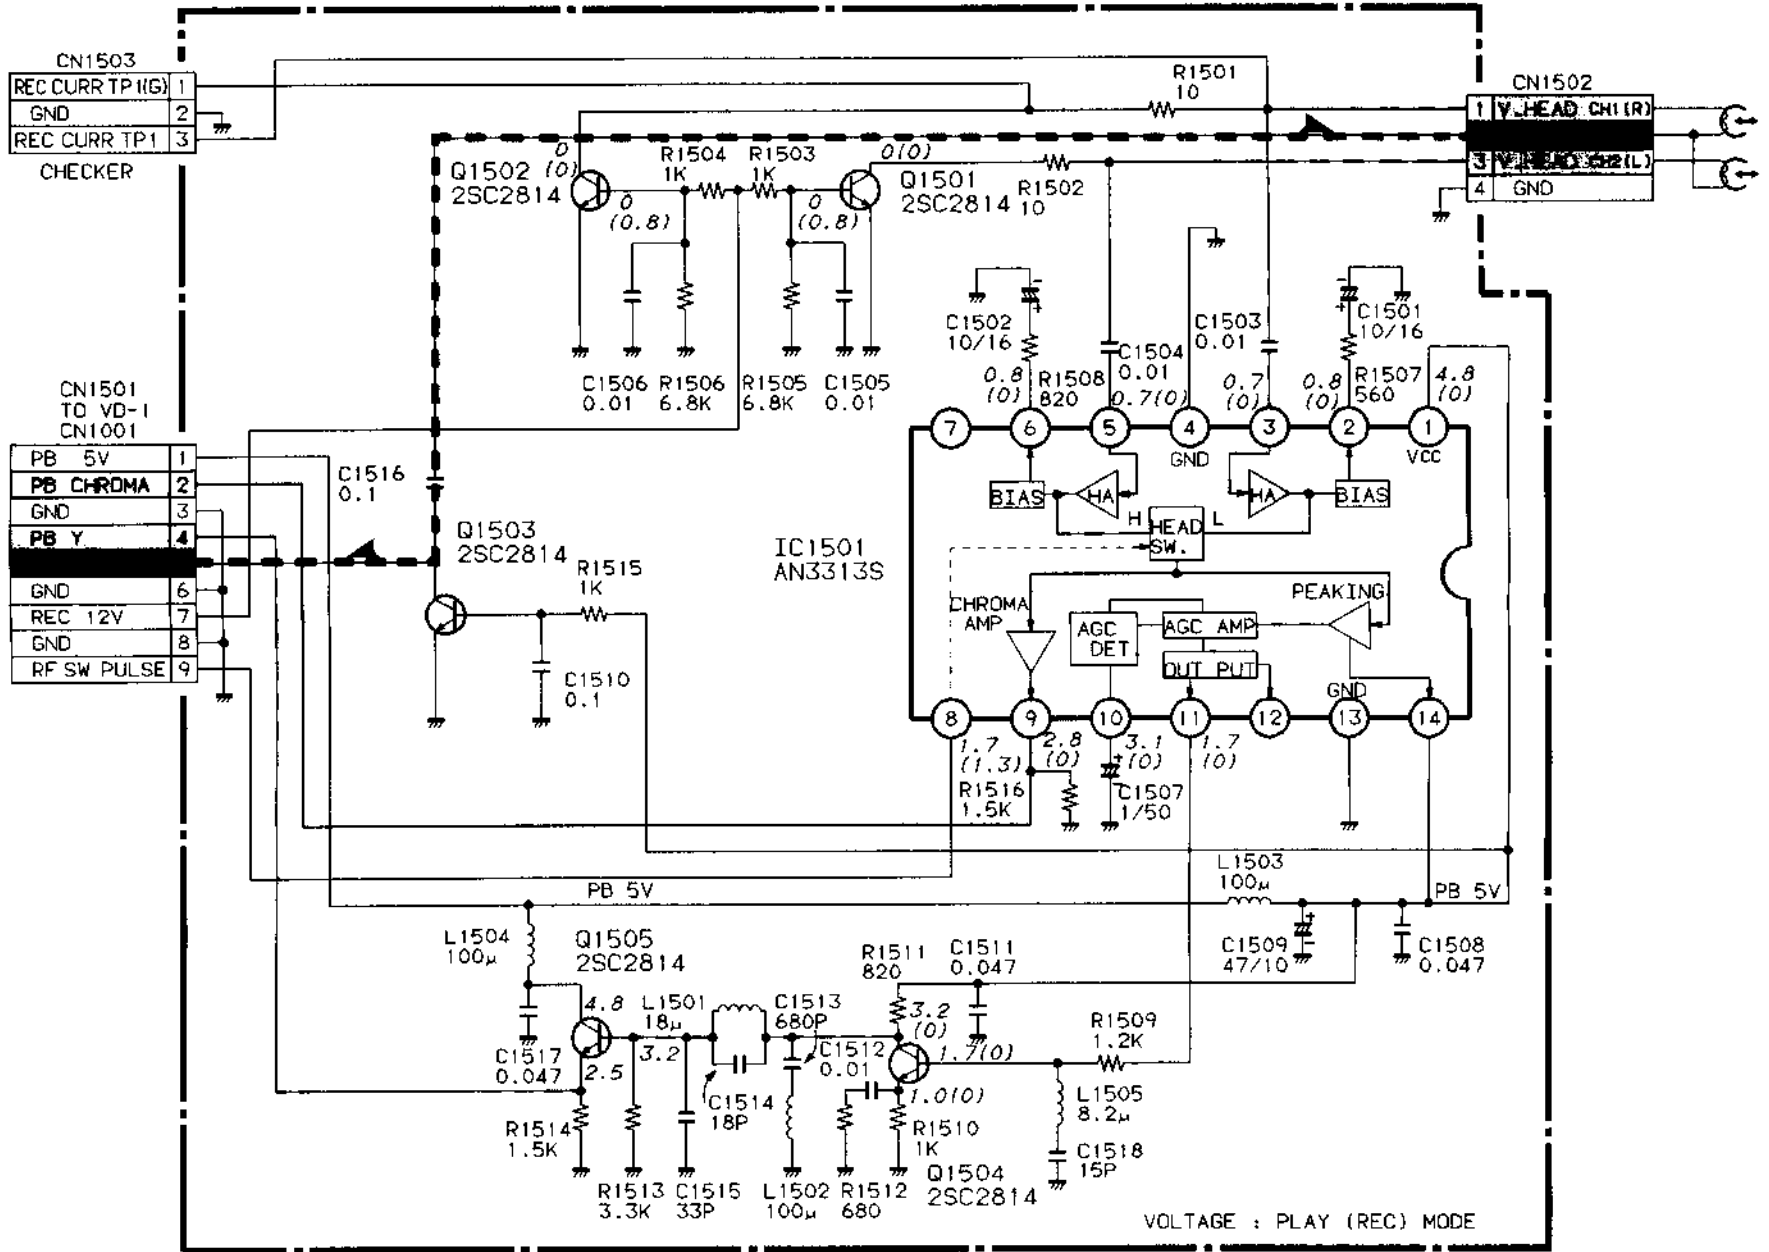 CN1503
REC CURR TP1(G) 1
GND 2
REC CURR TP1 3
CHECKER
R1501
10
CN1502
1 V.HEAD CH1(R)
3 V.HEAD CH2(L)
4 GND
Q1502
2SC2814
0
(0)
R1504
1K
R1503
1K
0(0)
Q1501
2SC2814
R1502
10
0
(0.8)
0
(0.8)
C1506
0.01
R1506
6.8K
R1505
6.8K
C1505
0.01
C1502
10/16
C1504
0.01
C1503
0.01
C1501
10/16
0.8
(0)
R1508
820
0.7(0)
0.7
(0)
0.8
(0)
R1507
560
4.8
(0)
CN1501
TO VD-1
CN1001
PB 5V 1
PB CHROMA 2
GND 3
PB Y 4
GND 6
REC 12V 7
GND 8
RF SW PULSE 9
C1516
0.1
Q1503
2SC2814
R1515
1K
C1510
0.1
IC1501
AN3313S
7 6 5 4 3 2 1
GND
VCC
BIAS
HA
HA
BIAS
H
HEAD
SW.
L
CHROMA
AMP
AGC
DET.
AGC AMP
PEAKING
OUT PUT
GND
8 9 10 11 12 13 14
1.7
(1.3)
2.8
(0)
3.1
(0)
1.7
(0)
R1516
1.5K
C1507
1/50
L1503
100μ
PB 5V
PB 5V
L1504
100μ
Q1505
2SC2814
R1511
820
C1511
0.047
C1509
47/10
C1508
0.047
4.8
L1501
18μ
C1513
680P
3.2
(0)
R1509
1.2K
C1517
0.047
2.5
3.2
C1512
0.01
1.7(0)
C1514
18P
1.0(0)
L1505
8.2μ
R1514
1.5K
R1510
1K
C1518
15P
Q1504
2SC2814
R1513
3.3K
C1515
33P
L1502
100μ
R1512
680
VOLTAGE : PLAY (REC) MODE